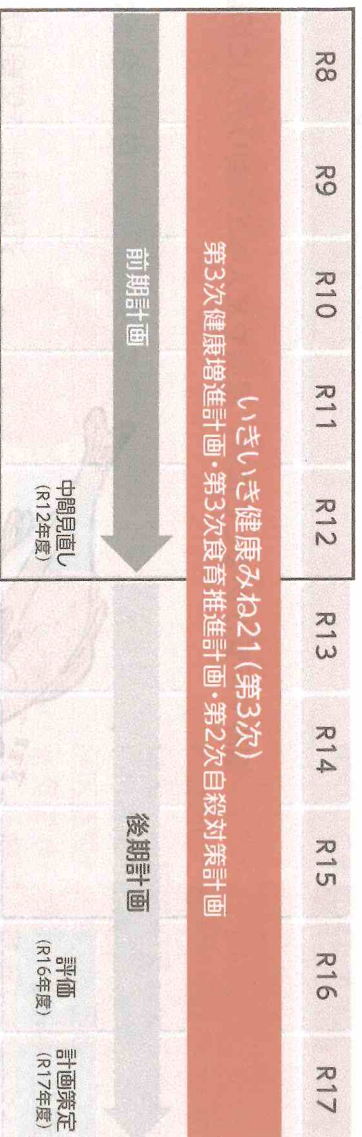 R8 R9 R10 R11 R12 R13 R14 R15 R16 R17
いきいき健康みね21(第3次)
第3次健康増進計画・第3次食育推進計画・第2次自殺対策計画
前期計画
後期計画
中間見直し
(R12年度)
評価
(R16年度)
計画策定
(R17年度)